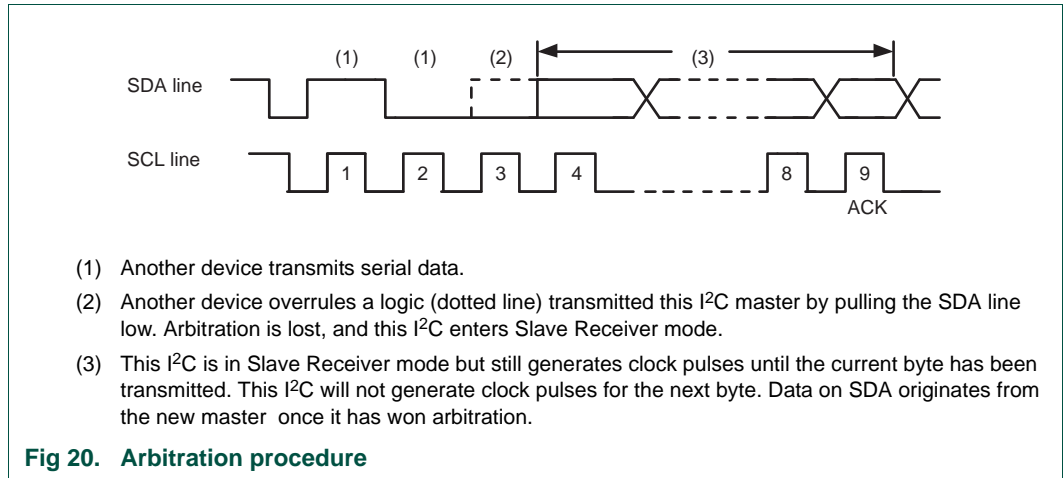 (1) (1) (2) (3)
SDA line
SCL line
1 2 3 4 8 9
ACK
(1) Another device transmits serial data.
(2) Another device overrules a logic (dotted line) transmitted this I2C master by pulling the SDA line
low. Arbitration is lost, and this I2C enters Slave Receiver mode.
(3) This I2C is in Slave Receiver mode but still generates clock pulses until the current byte has been
transmitted. This I2C will not generate clock pulses for the next byte. Data on SDA originates from
the new master once it has won arbitration.
Fig 20. Arbitration procedure